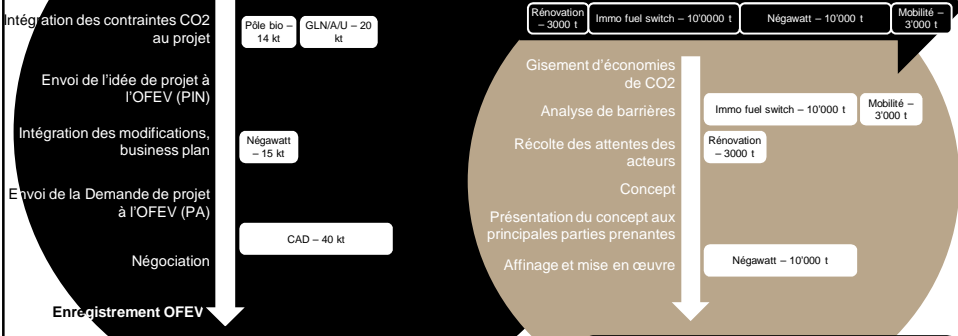 Intégration des contraintes CO2
au projet
Pôle bio –
14 kt
GLN/A/U – 20
kt
Envoi de l'idée de projet à
l'OFEV (PIN)
Intégration des modifications,
business plan
Négawatt
– 15 kt
Envoi de la Demande de projet
à l'OFEV (PA)
CAD – 40 kt
Négociation
Enregistrement OFEV
Rénovation
– 3000 t
Immo fuel switch – 10'0000 t
Négawatt – 10'000 t
Mobilité –
3'000 t
Gisement d'économies
de CO2
Analyse de barrières
Immo fuel switch – 10'000 t
Mobilité –
3'000 t
Récolte des attentes des
acteurs
Rénovation
– 3000 t
Concept
Présentation du concept aux
principales parties prenantes
Affinage et mise en œuvre
Négawatt – 10'000 t